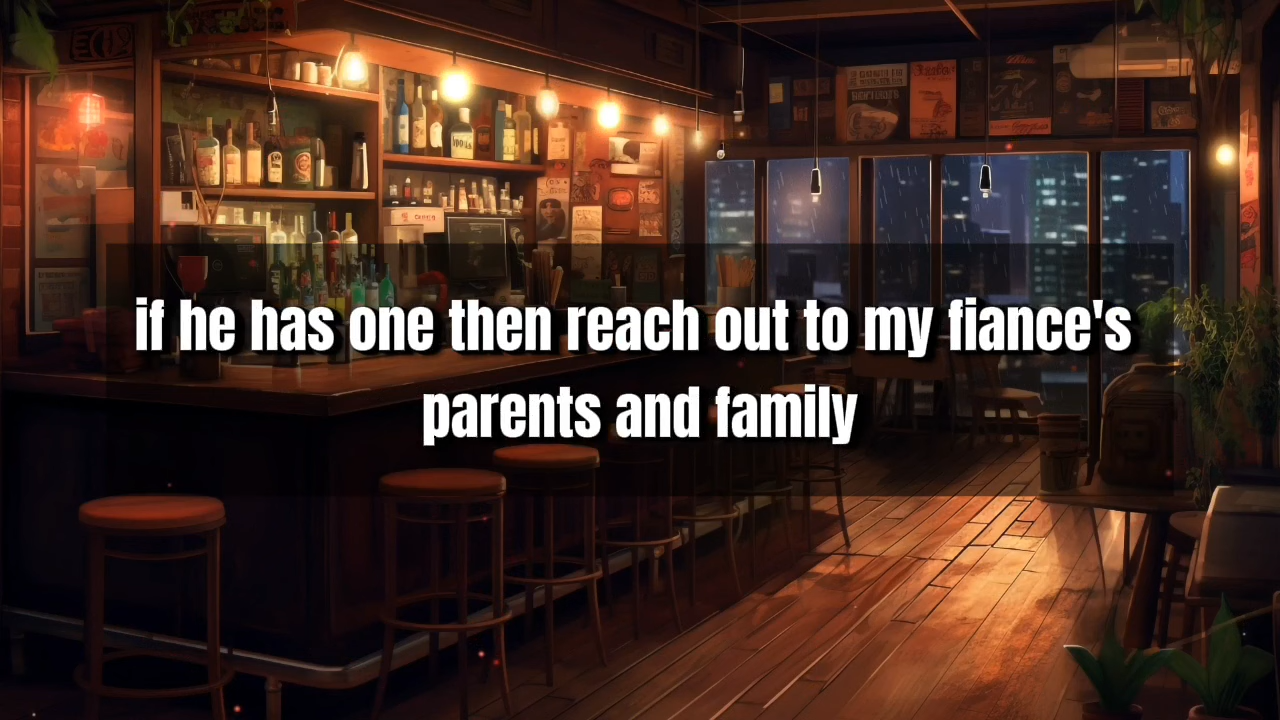 if he has one then reach out to my fiance's
parents and family